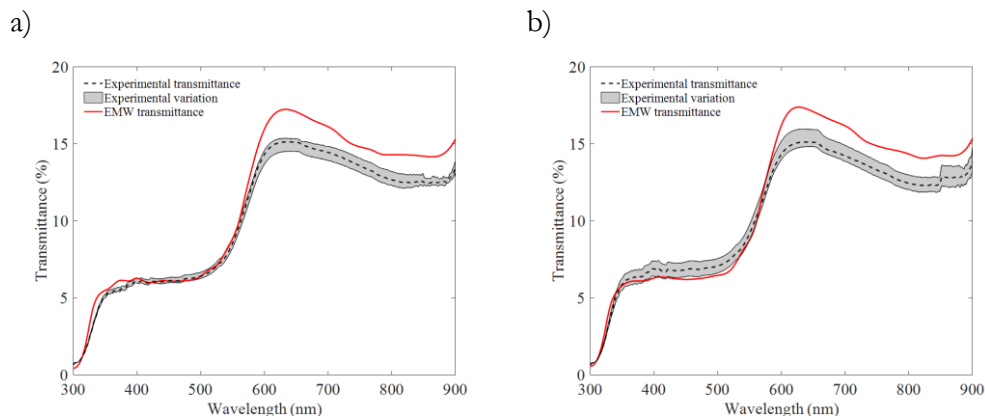 a)
b)
20
15
10
5
0
Transmittance (%)
Experimental transmittance
Experimental variation
EMW transmittance
300 400 500 600 700 800 900
Wavelength (nm)
20
15
10
5
0
Transmittance (%)
Experimental transmittance
Experimental variation
EMW transmittance
300 400 500 600 700 800 900
Wavelength (nm)